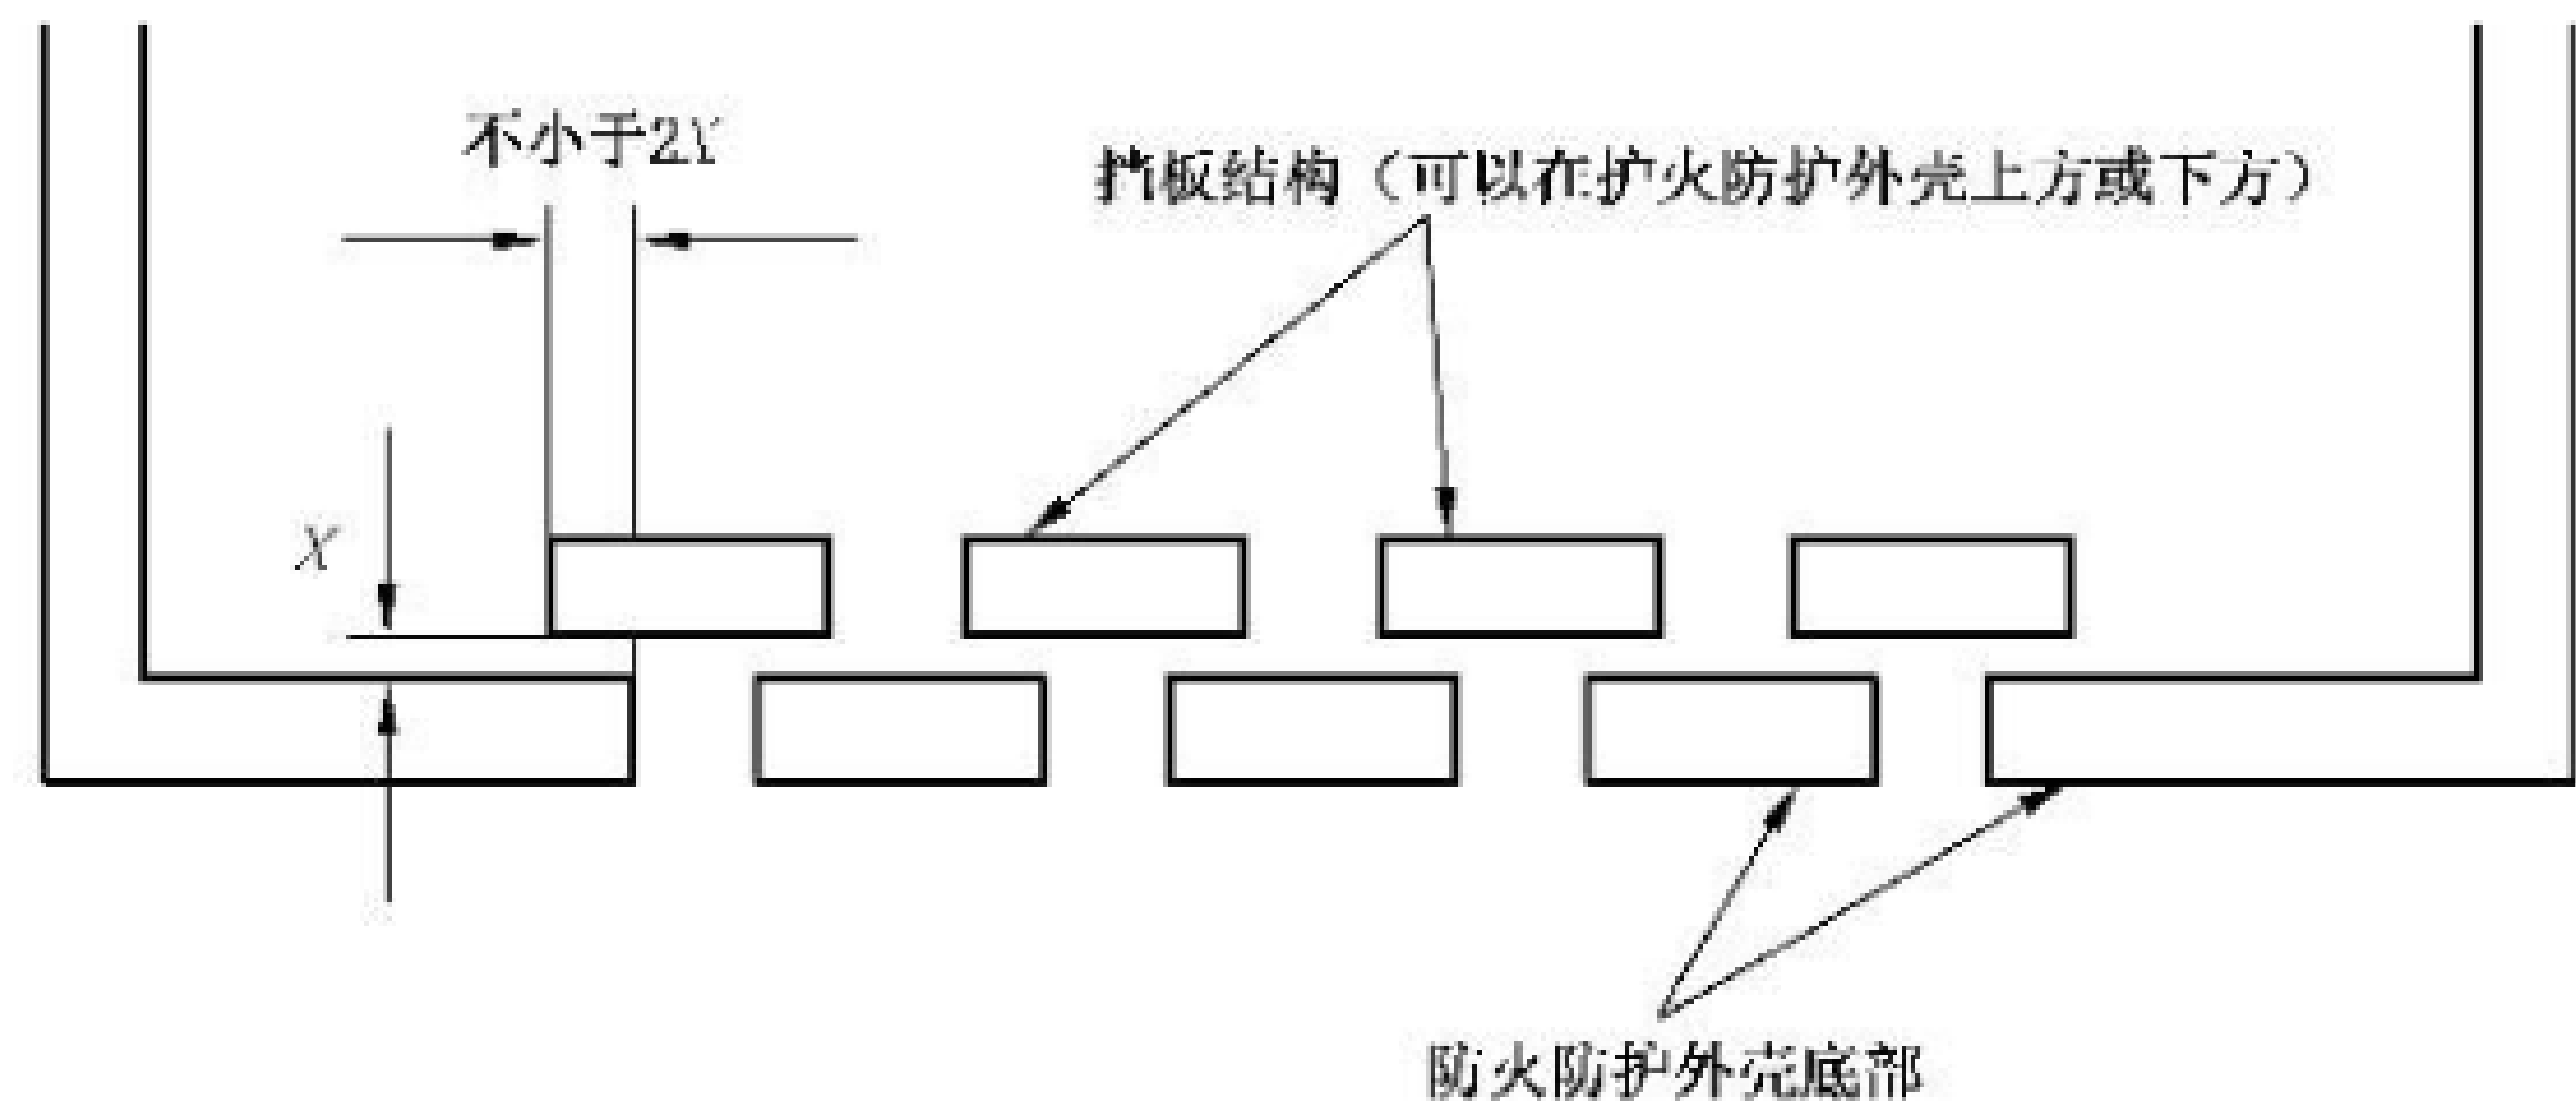 不小于2X
挡板结构（可以在护火防护外壳上方或下方）
X
防火防护外壳底部